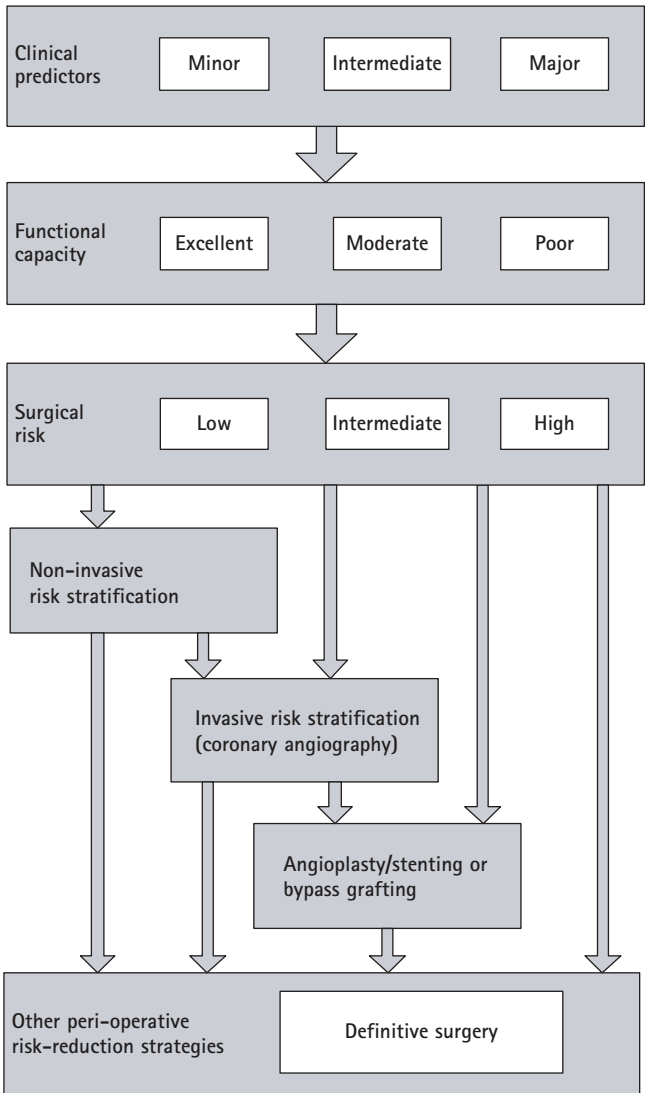 Clinical
predictors
Minor
Intermediate
Major
Functional
capacity
Excellent
Moderate
Poor
Surgical
risk
Low
Intermediate
High
Non-invasive
risk stratification
Invasive risk stratification
(coronary angiography)
Angioplasty/stenting or
bypass grafting
Other peri-operative
risk-reduction strategies
Definitive surgery